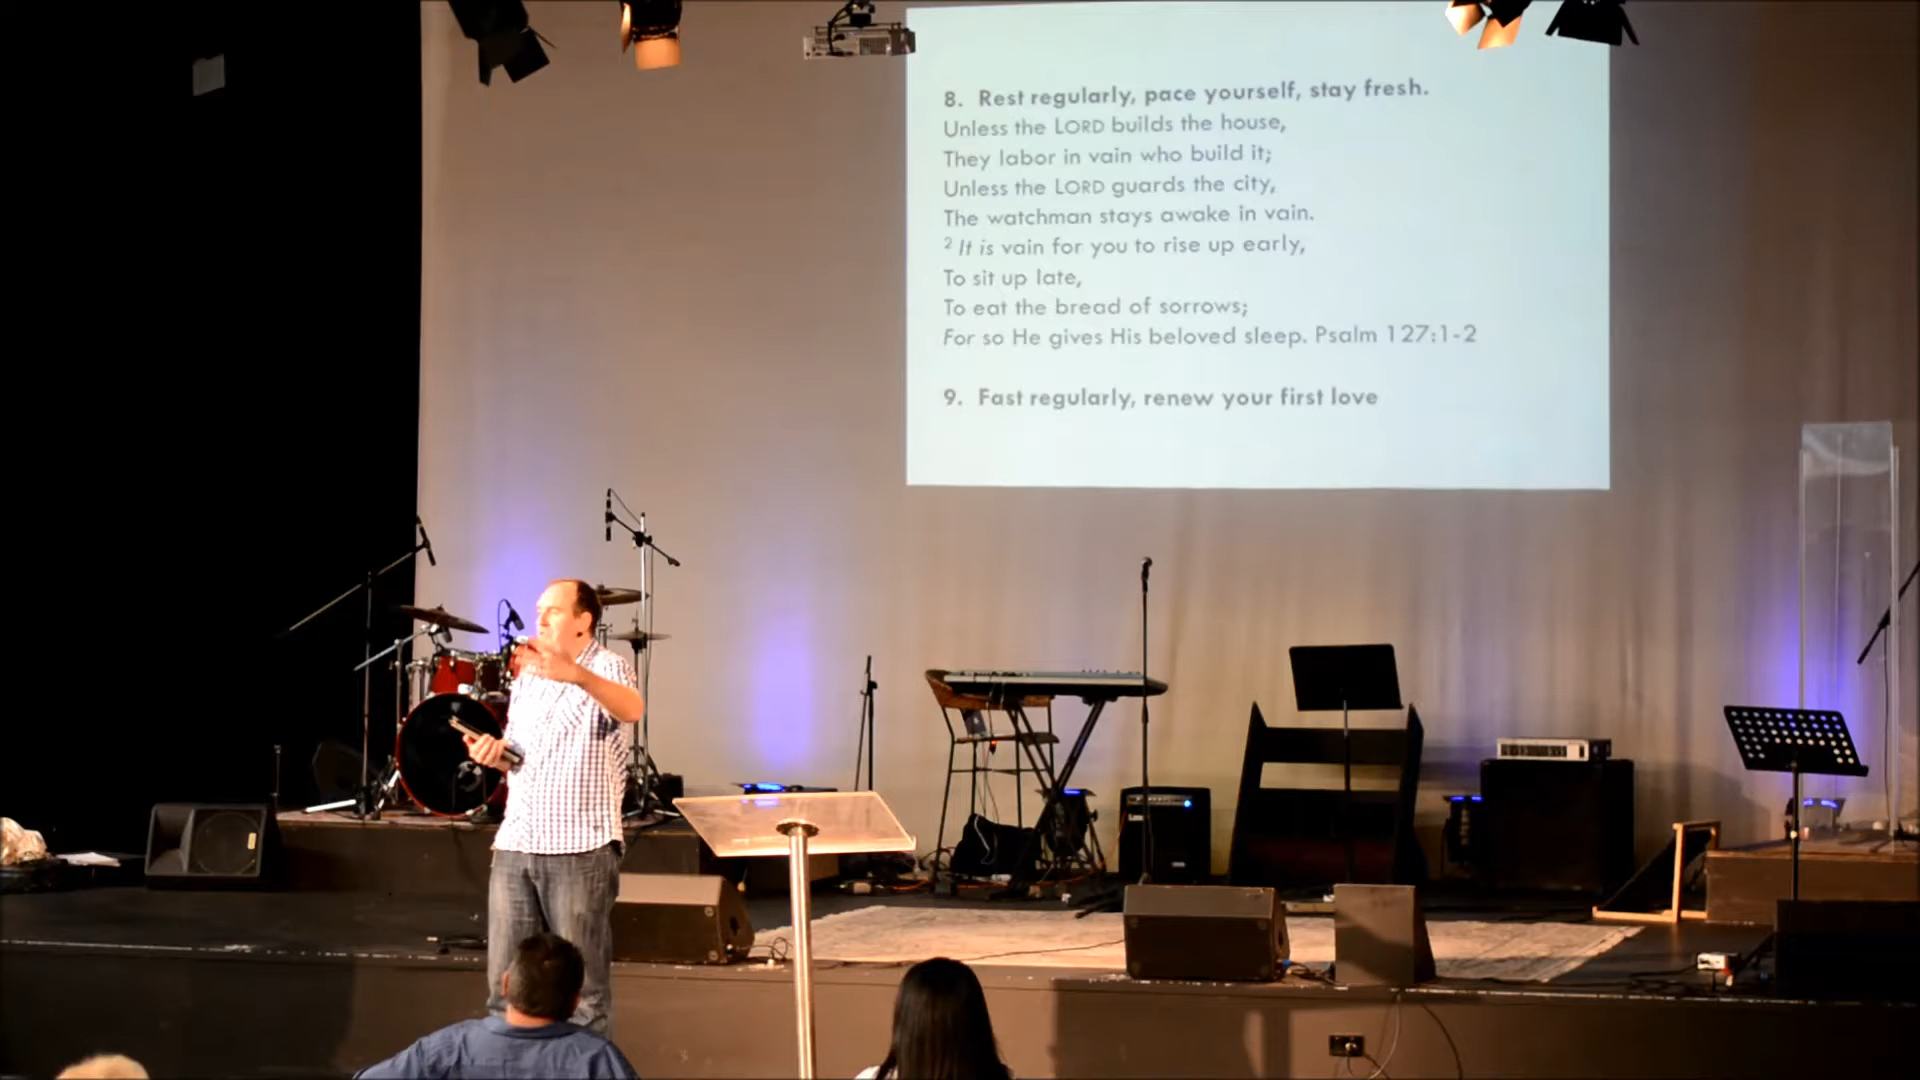 8. Rest regularly, pace yourself, stay fresh.
Unless the LORD builds the house,
They labor in vain who build it;
Unless the LORD guards the city,
The watchman stays awake in vain.
2 It is vain for you to rise up early,
To sit up late,
To eat the bread of sorrows;
For so He gives His beloved sleep. Psalm 127:1-2
9. Fast regularly, renew your first love